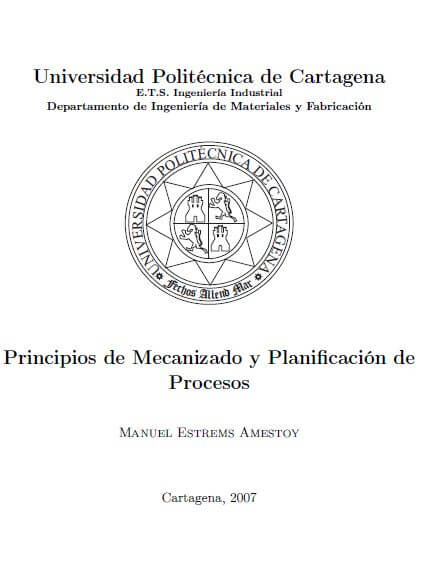 Universidad Politécnica de Cartagena
E.T.S. Ingeniería Industrial
Departamento de Ingeniería de Materiales y Fabricación
UNIVERSIDAD POLITÉCNICA DE CARTAGENA
Fechos Allend Mar
Principios de Mecanizado y Planificación de
Procesos
Manuel Estrems Amestoy
Cartagena, 2007